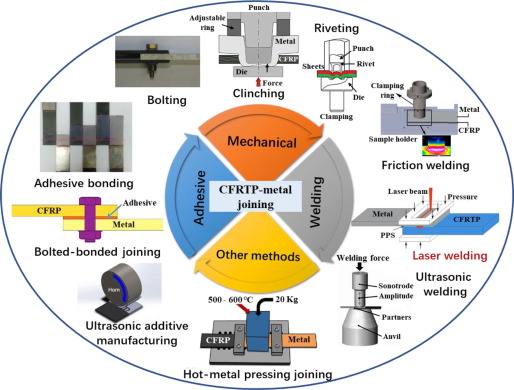 Punch
Adjustable
ring
Metal
CFRP
Die
Force
Clinching
Riveting
Punch
Rivet
Sheets
Die
Clamping
Bolting
Clamping
ring
Metal
CFRP
Sample holder
Friction welding
Adhesive bonding
Mechanical
Adhesive
CFRTP-metal
joining
Welding
Other methods
Laser beam
Pressure
Metal
CFRTP
PPS
Laser welding
CFRP
Adhesive
Metal
Bolted-bonded joining
Welding force
Sonotrode
Amplitude
Partners
Anvil
Ultrasonic
welding
Horn
Ultrasonic additive
manufacturing
500 - 600 °C
20 Kg
CFRP
Metal
Hot-metal pressing joining